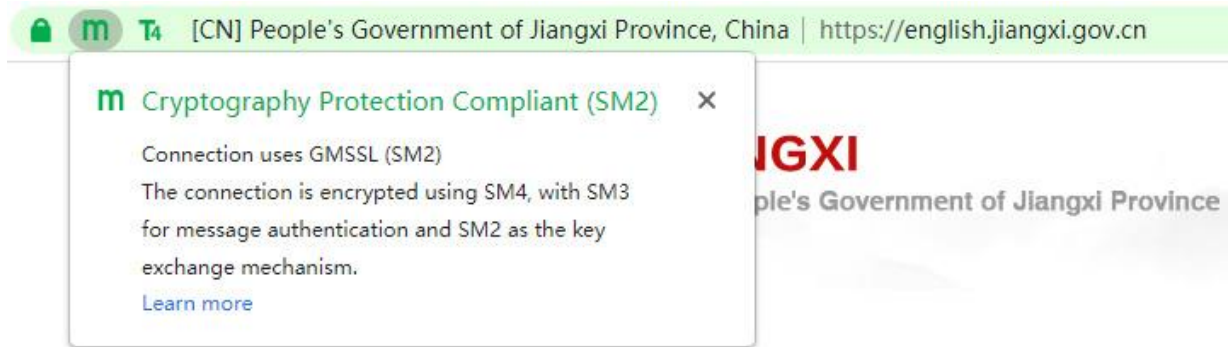 m T4 [CN] People's Government of Jiangxi Province, China | https://english.jiangxi.gov.cn
m Cryptography Protection Compliant (SM2) ×
Connection uses GMSSL (SM2)
The connection is encrypted using SM4, with SM3
for message authentication and SM2 as the key
exchange mechanism.
Learn more
NGXI
ple's Government of Jiangxi Province